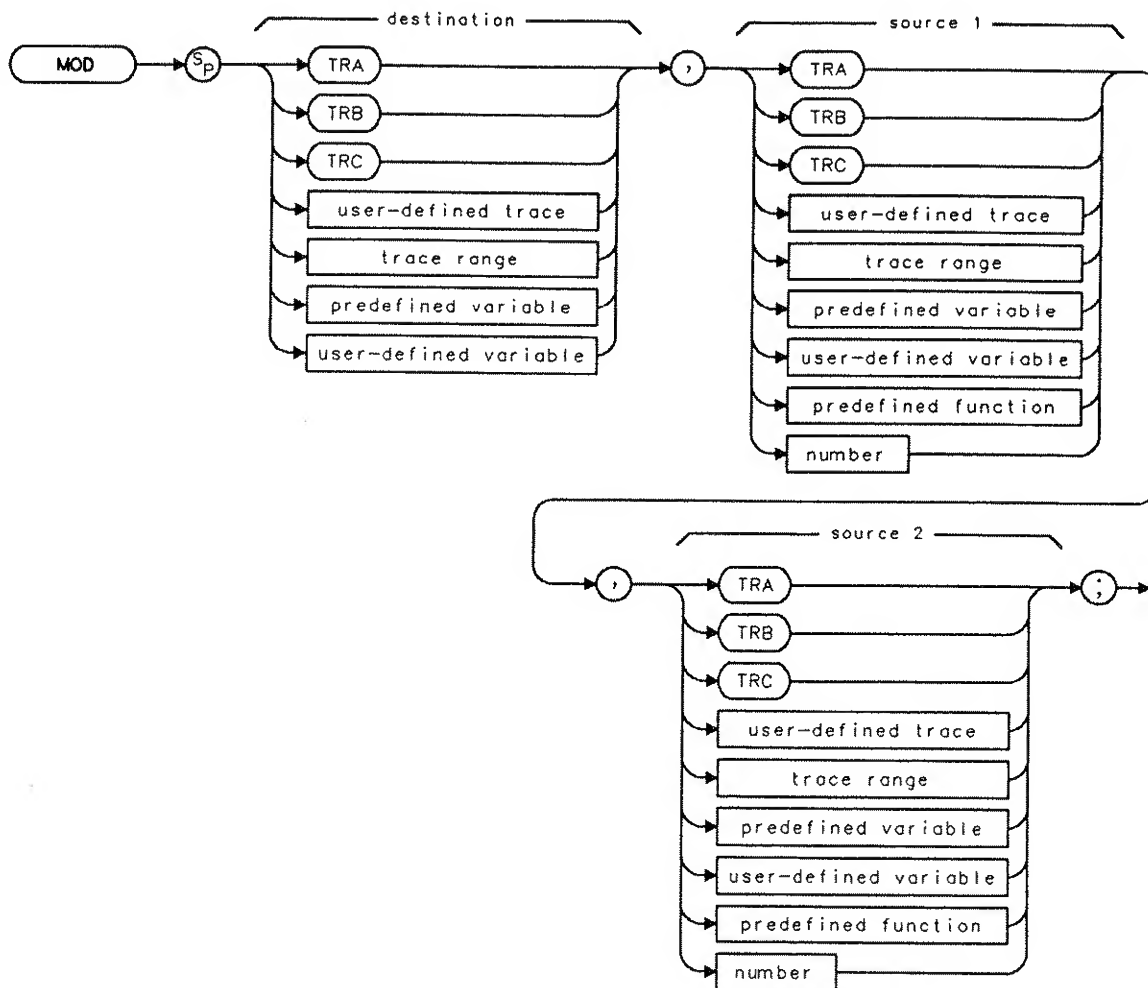 destination
source 1
MOD
SP
TRA
TRB
TRC
user-defined trace
trace range
predefined variable
user-defined variable
,
TRA
TRB
TRC
user-defined trace
trace range
predefined variable
user-defined variable
predefined function
number
source 2
,
TRA
TRB
TRC
user-defined trace
trace range
predefined variable
user-defined variable
predefined function
number
;